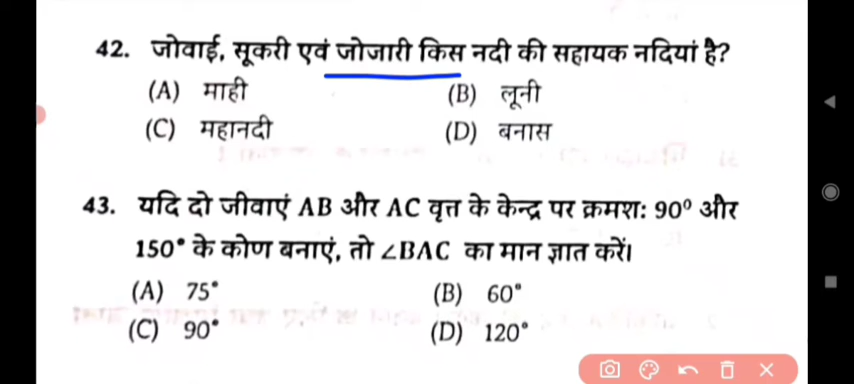 42. जोवाई, सूकरी एवं जोजारी किस नदी की सहायक नदियां है?
(A) माही (B) लूनी
(C) महानदी (D) बनास
43. यदि दो जीवाएं AB और AC वृत्त के केन्द्र पर क्रमशः 90⁰ और
150° के कोण बनाएं, तो ∠BAC का मान ज्ञात करें।
(A) 75° (B) 60°
(C) 90° (D) 120°